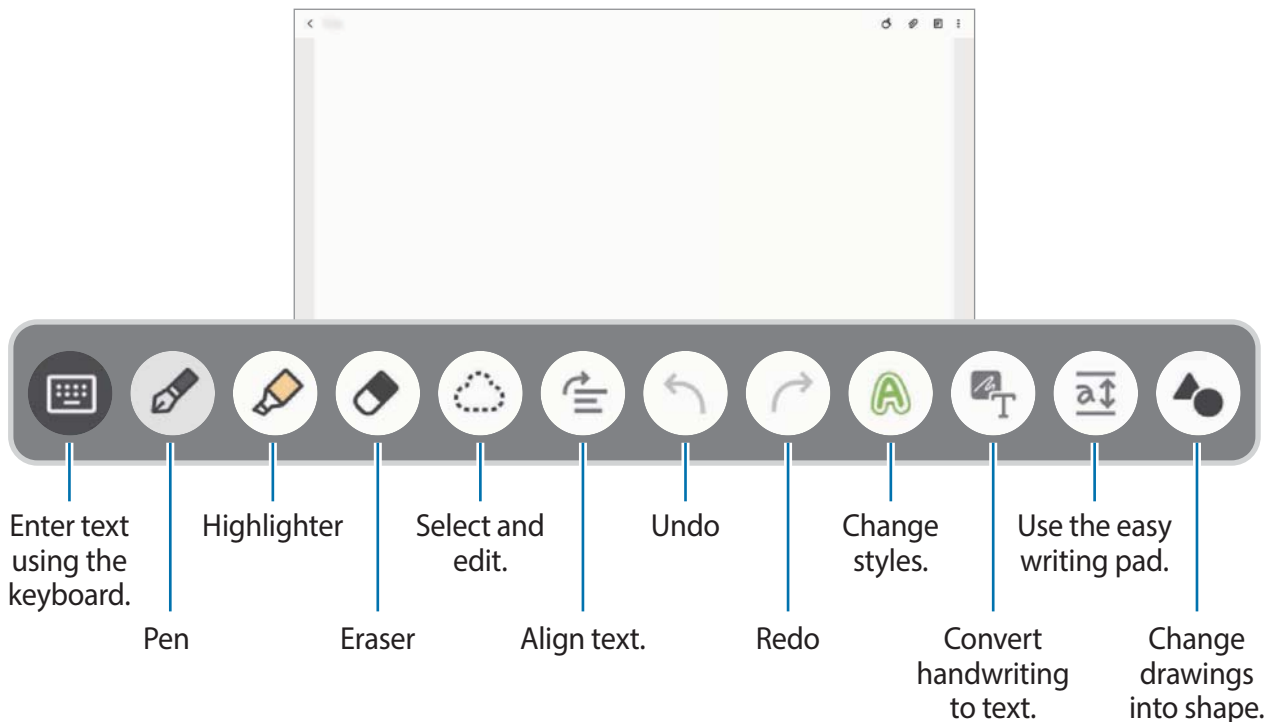 Enter text
using the
keyboard.
Pen
Highlighter
Eraser
Select and
edit.
Align text.
Undo
Redo
Change
styles.
Convert
handwriting
to text.
Use the easy
writing pad.
Change
drawings
into shape.